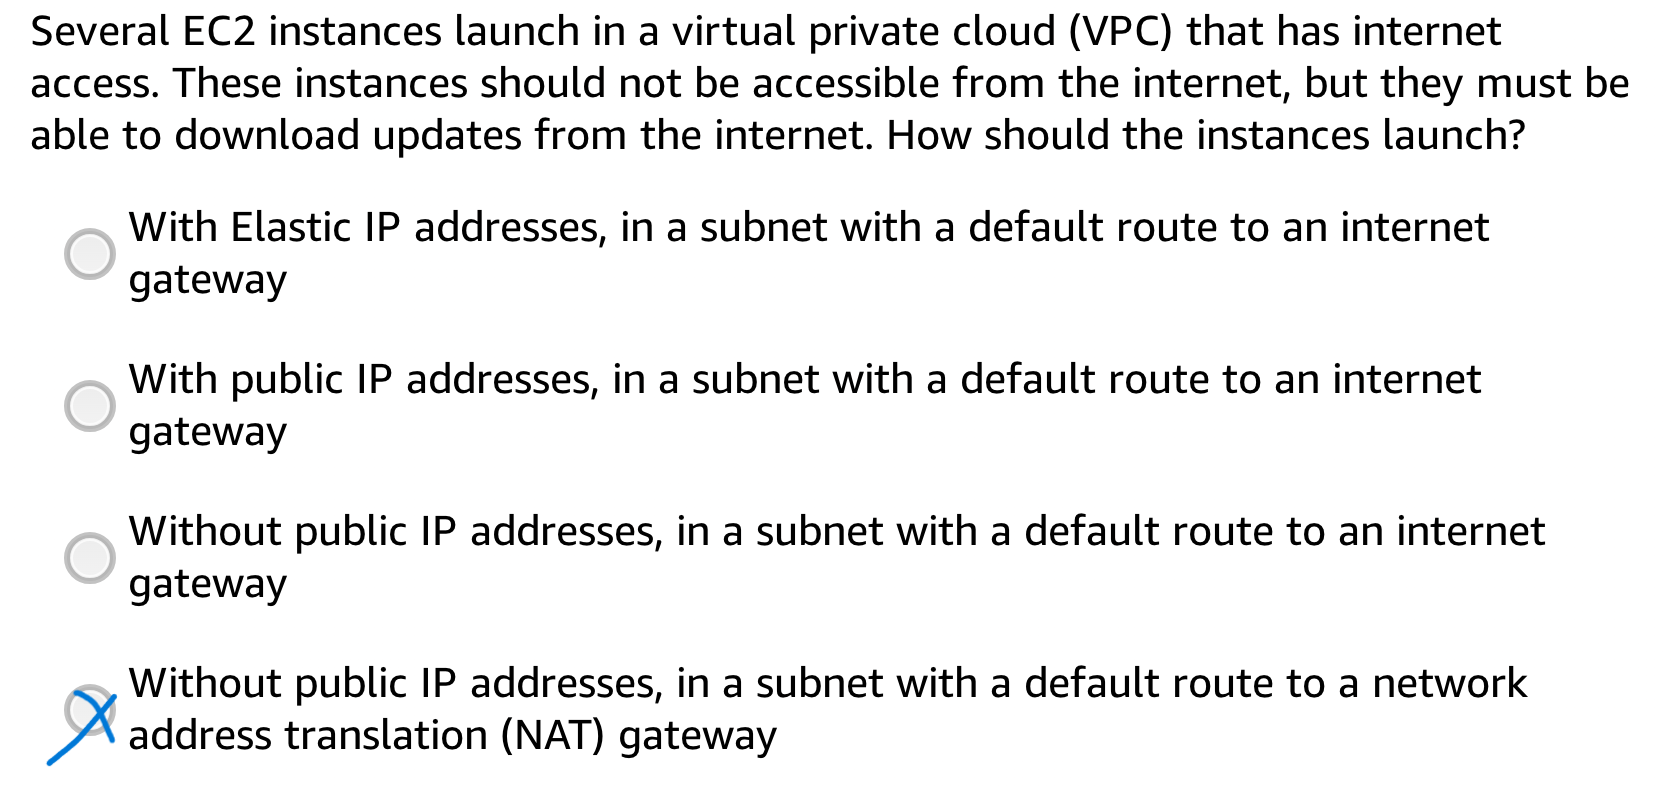 Several EC2 instances launch in a virtual private cloud (VPC) that has internet
access. These instances should not be accessible from the internet, but they must be
able to download updates from the internet. How should the instances launch?
With Elastic IP addresses, in a subnet with a default route to an internet
gateway
With public IP addresses, in a subnet with a default route to an internet
gateway
Without public IP addresses, in a subnet with a default route to an internet
gateway
Without public IP addresses, in a subnet with a default route to a network
address translation (NAT) gateway